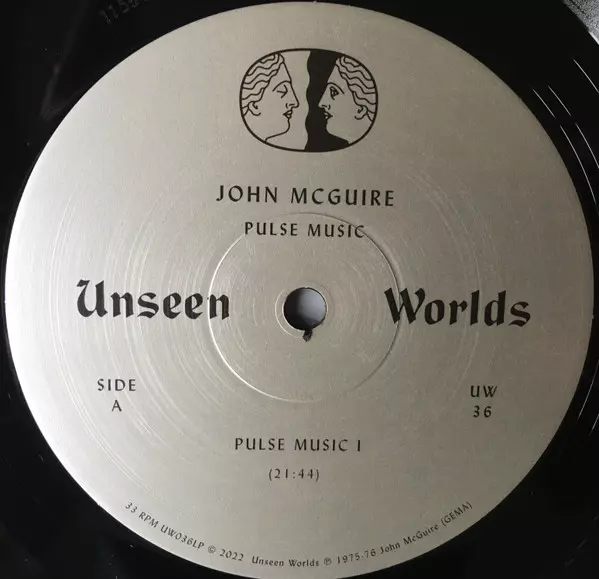 JOHN MCGUIRE
PULSE MUSIC
Unseen Worlds
SIDE
A
UW
36
PULSE MUSIC I
(21:44)
33 RPM UW036LP © 2022 Unseen Worlds ℗ 1975-76 John McGuire (GEMA)